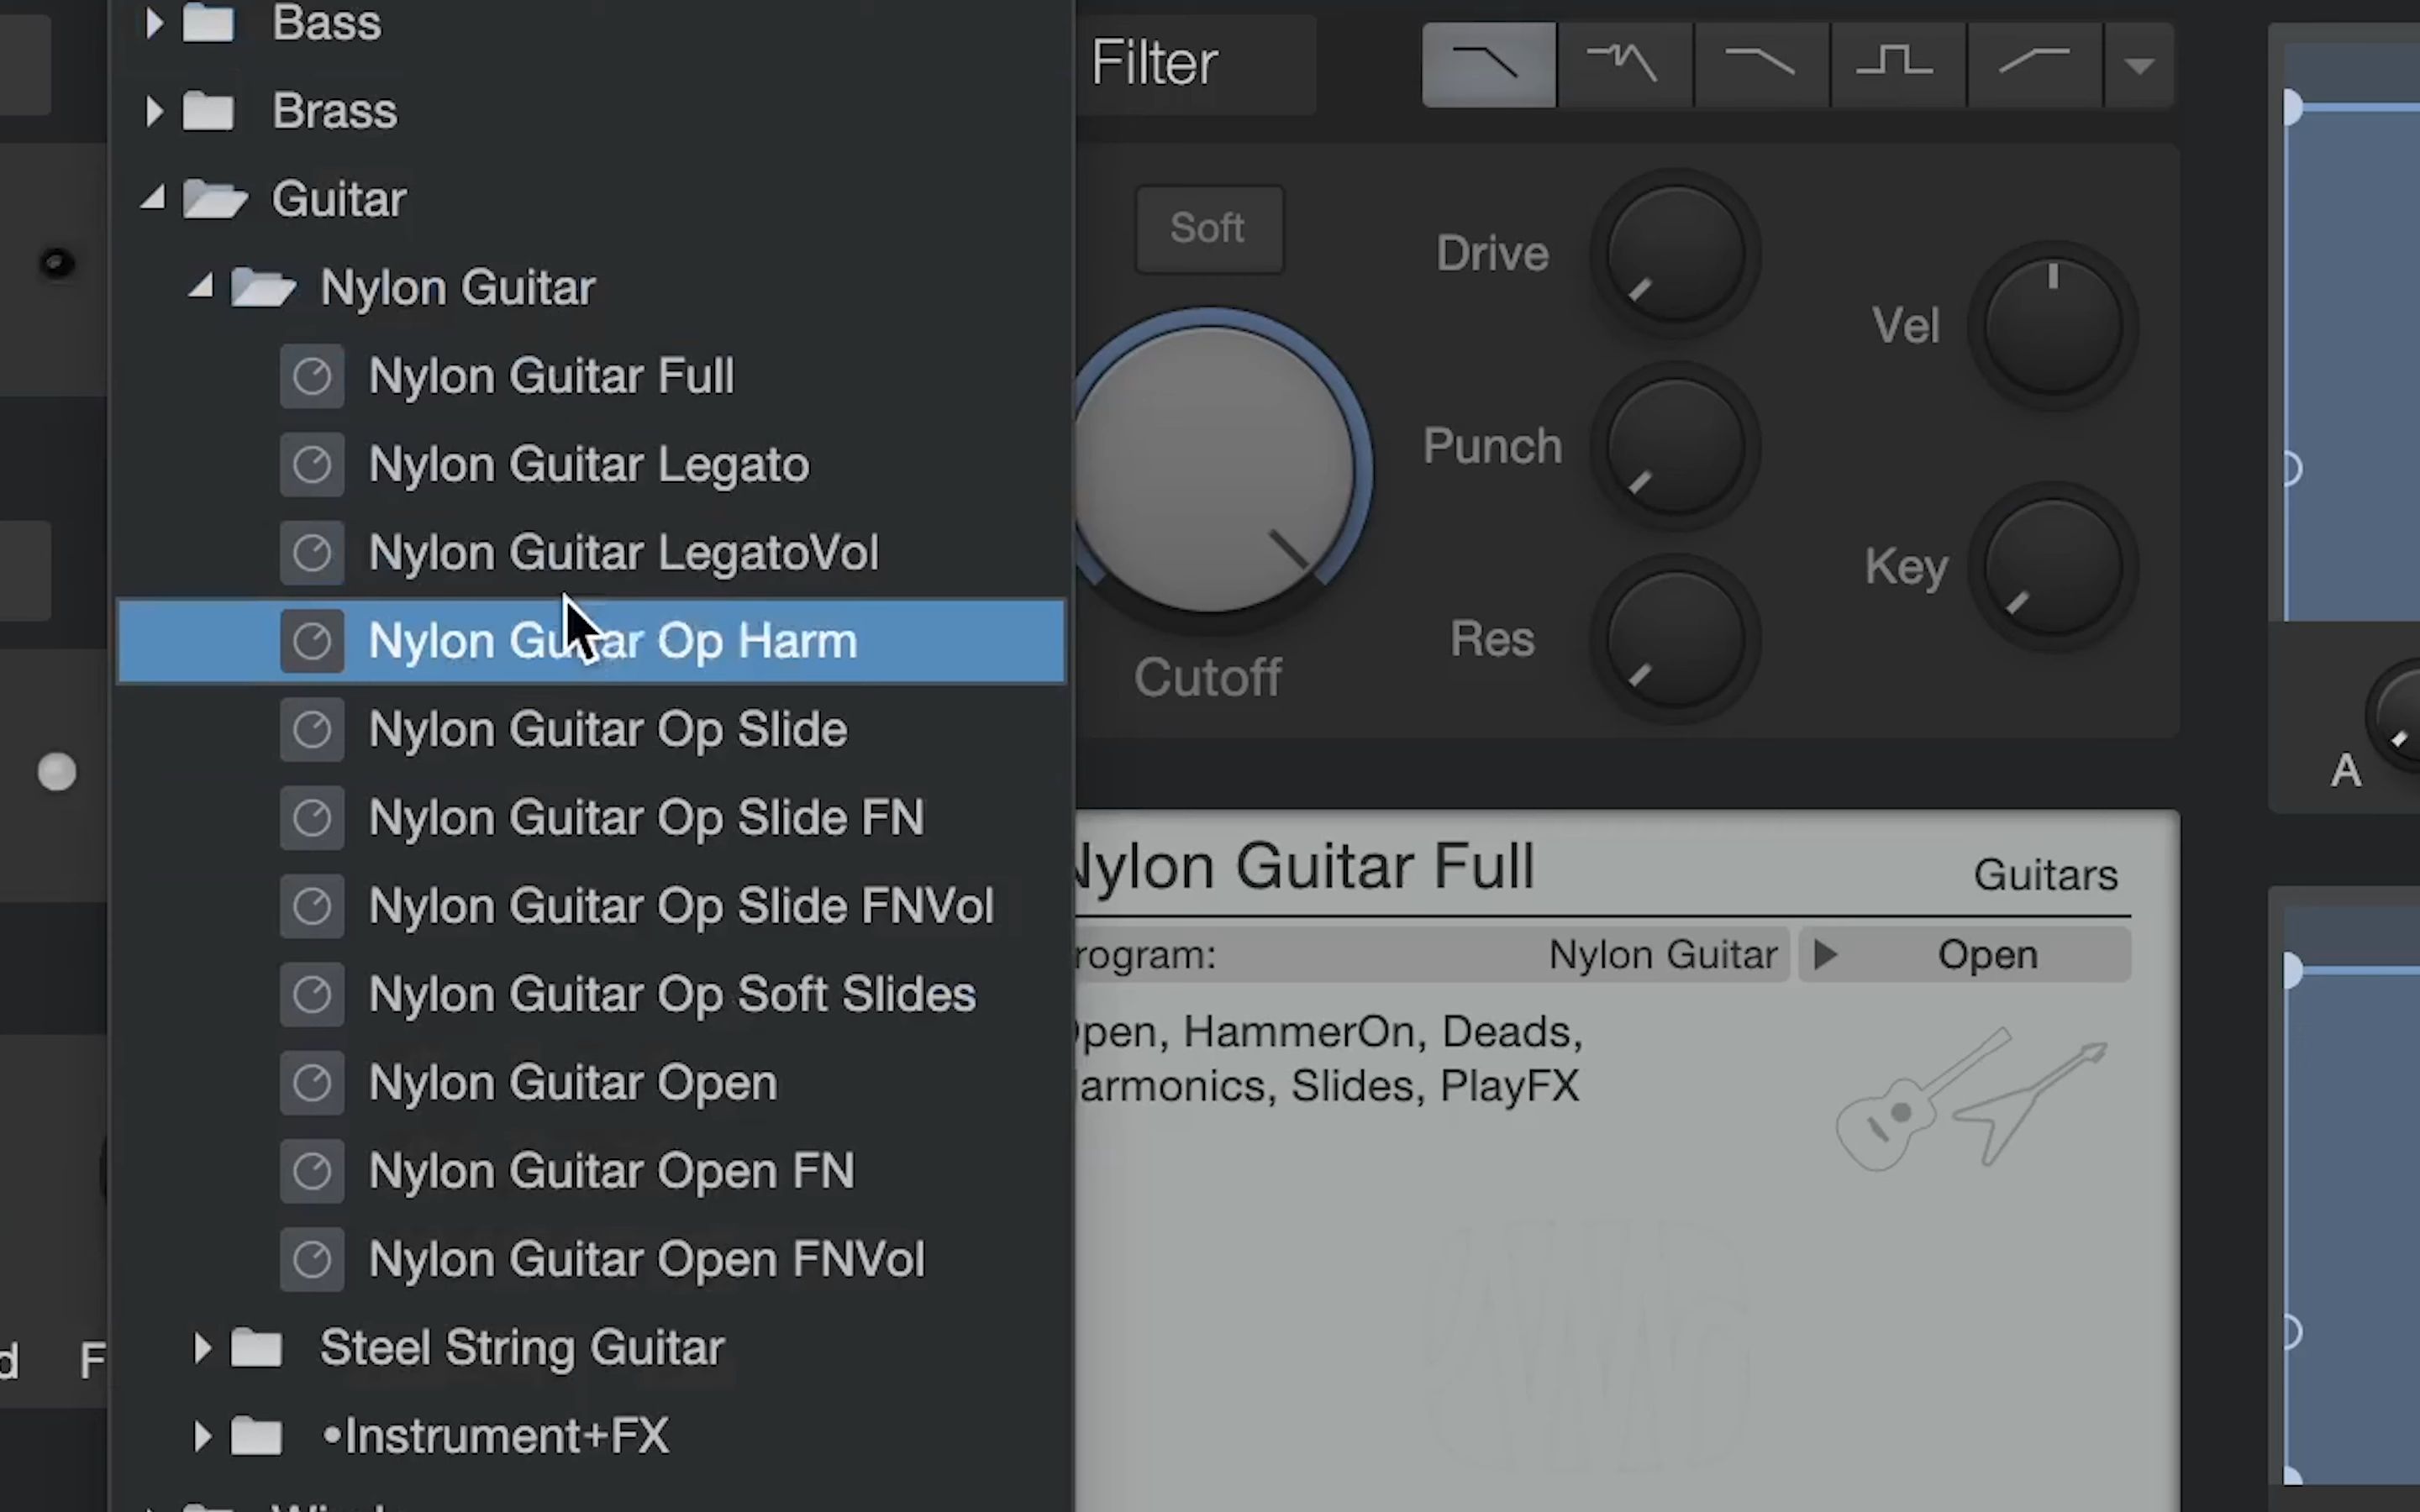 Bass
Brass
Guitar
Nylon Guitar
Nylon Guitar Full
Nylon Guitar Legato
Nylon Guitar LegatoVol
Nylon Guitar Op Harm
Nylon Guitar Op Slide
Nylon Guitar Op Slide FN
Nylon Guitar Op Slide FNVol
Nylon Guitar Op Soft Slides
Nylon Guitar Open
Nylon Guitar Open FN
Nylon Guitar Open FNVol
Steel String Guitar
•Instrument+FX
Filter
Soft
Drive
Vel
Punch
Key
Res
Cutoff
A
Nylon Guitar Full
Guitars
rogram:
Nylon Guitar
Open
pen, HammerOn, Deads,
armonics, Slides, PlayFX
d F